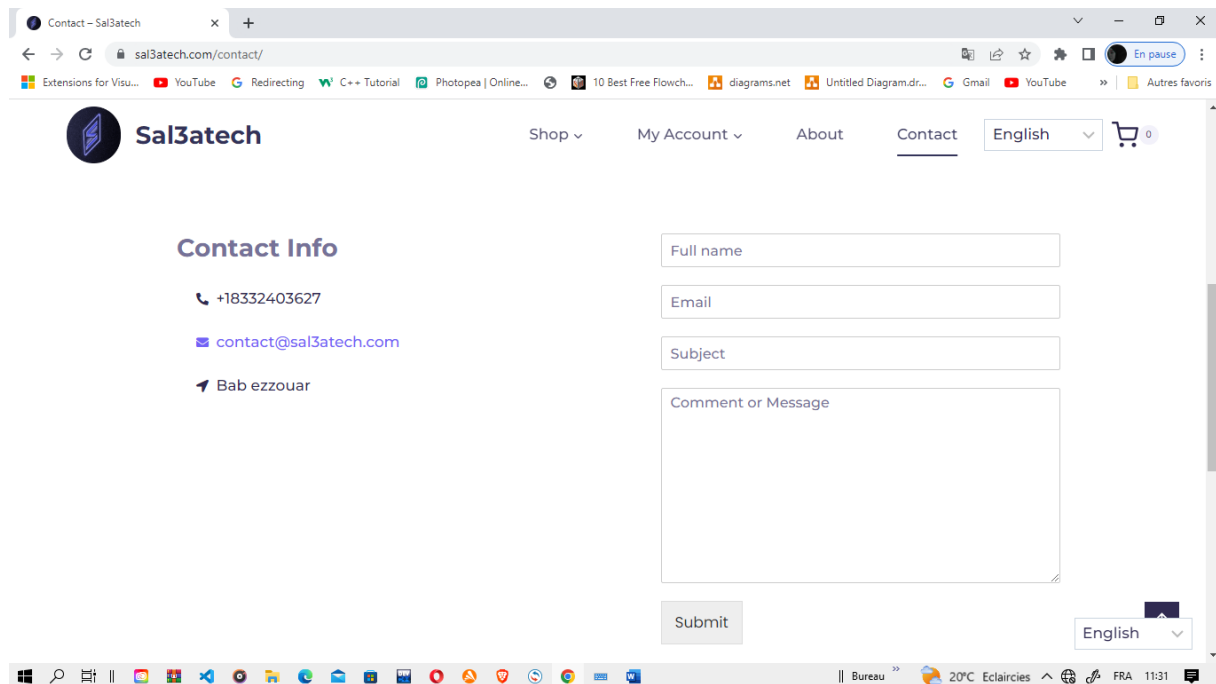 Contact – Sal3atech
sal3atech.com/contact/
En pause
Extensions for Visu... YouTube Redirecting C++ Tutorial Photopea | Online... 10 Best Free Flowch... diagrams.net Untitled Diagram.dr... Gmail YouTube » Autres favoris
Sal3atech Shop My Account About Contact English 0
Contact Info
+18332403627
contact@sal3atech.com
Bab ezzouar
Full name
Email
Subject
Comment or Message
Submit
English
Bureau » 20°C Eclaircies FRA 11:31